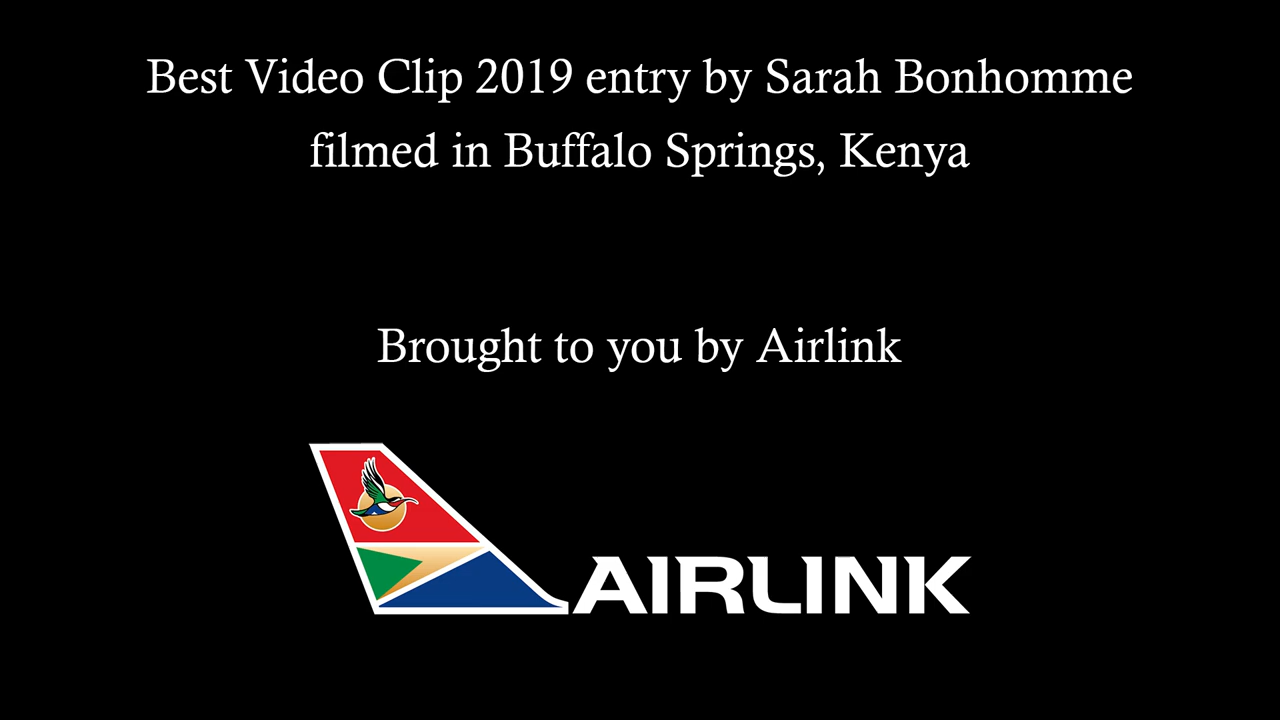 Best Video Clip 2019 entry by Sarah Bonhomme
filmed in Buffalo Springs, Kenya
Brought to you by Airlink
AIRLINK